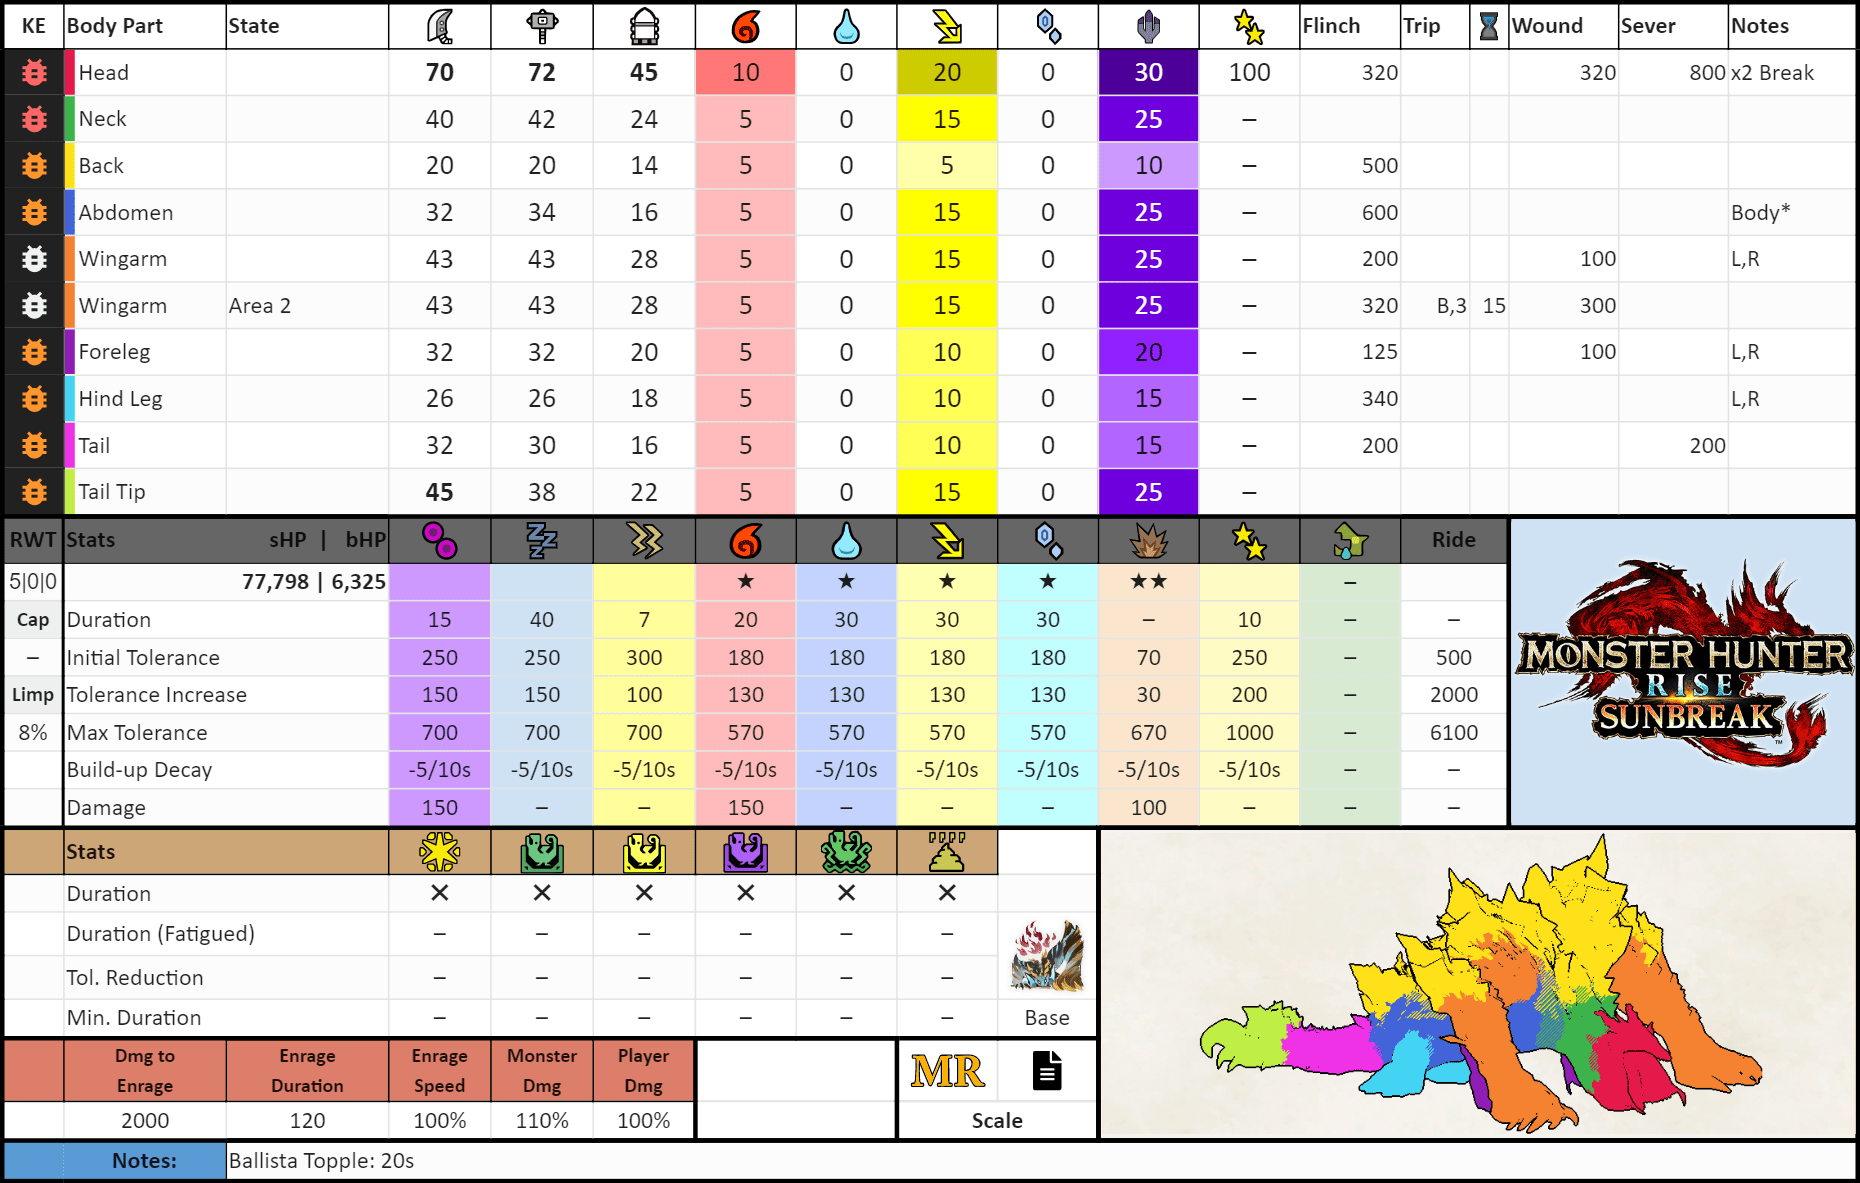 KE Body Part State Flinch Trip Wound Sever Notes
Head 70 72 45 10 0 20 0 30 100 320 320 800 x2 Break
Neck 40 42 24 5 0 15 0 25 –
Back 20 20 14 5 0 5 0 10 – 500
Abdomen 32 34 16 5 0 15 0 25 – 600 Body*
Wingarm 43 43 28 5 0 15 0 25 – 200 100 L,R
Wingarm Area 2 43 43 28 5 0 15 0 25 – 320 B,3 15 300
Foreleg 32 32 20 5 0 10 0 20 – 125 100 L,R
Hind Leg 26 26 18 5 0 10 0 15 – 340 L,R
Tail 32 30 16 5 0 10 0 15 – 200 200
Tail Tip 45 38 22 5 0 15 0 25 –
RWT Stats sHP | bHP Ride
5|0|0 77,798 | 6,325 ★ ★ ★ ★ ★★ –
Cap Duration 15 40 7 20 30 30 30 – 10 – –
– Initial Tolerance 250 250 300 180 180 180 180 70 250 – 500
Limp Tolerance Increase 150 150 100 130 130 130 130 30 200 – 2000
8% Max Tolerance 700 700 700 570 570 570 570 670 1000 – 6100
Build-up Decay -5/10s -5/10s -5/10s -5/10s -5/10s -5/10s -5/10s -5/10s -5/10s – –
Damage 150 – – 150 – – – 100 – – –
MONSTER HUNTER
RISE
SUNBREAK
™
Stats
Duration ✕ ✕ ✕ ✕ ✕ ✕
Duration (Fatigued) – – – – – –
Tol. Reduction – – – – – –
Min. Duration – – – – – – Base
Dmg to Enrage Enrage Monster Player
Enrage Duration Speed Dmg Dmg
MR
2000 120 100% 110% 100% Scale
Notes: Ballista Topple: 20s